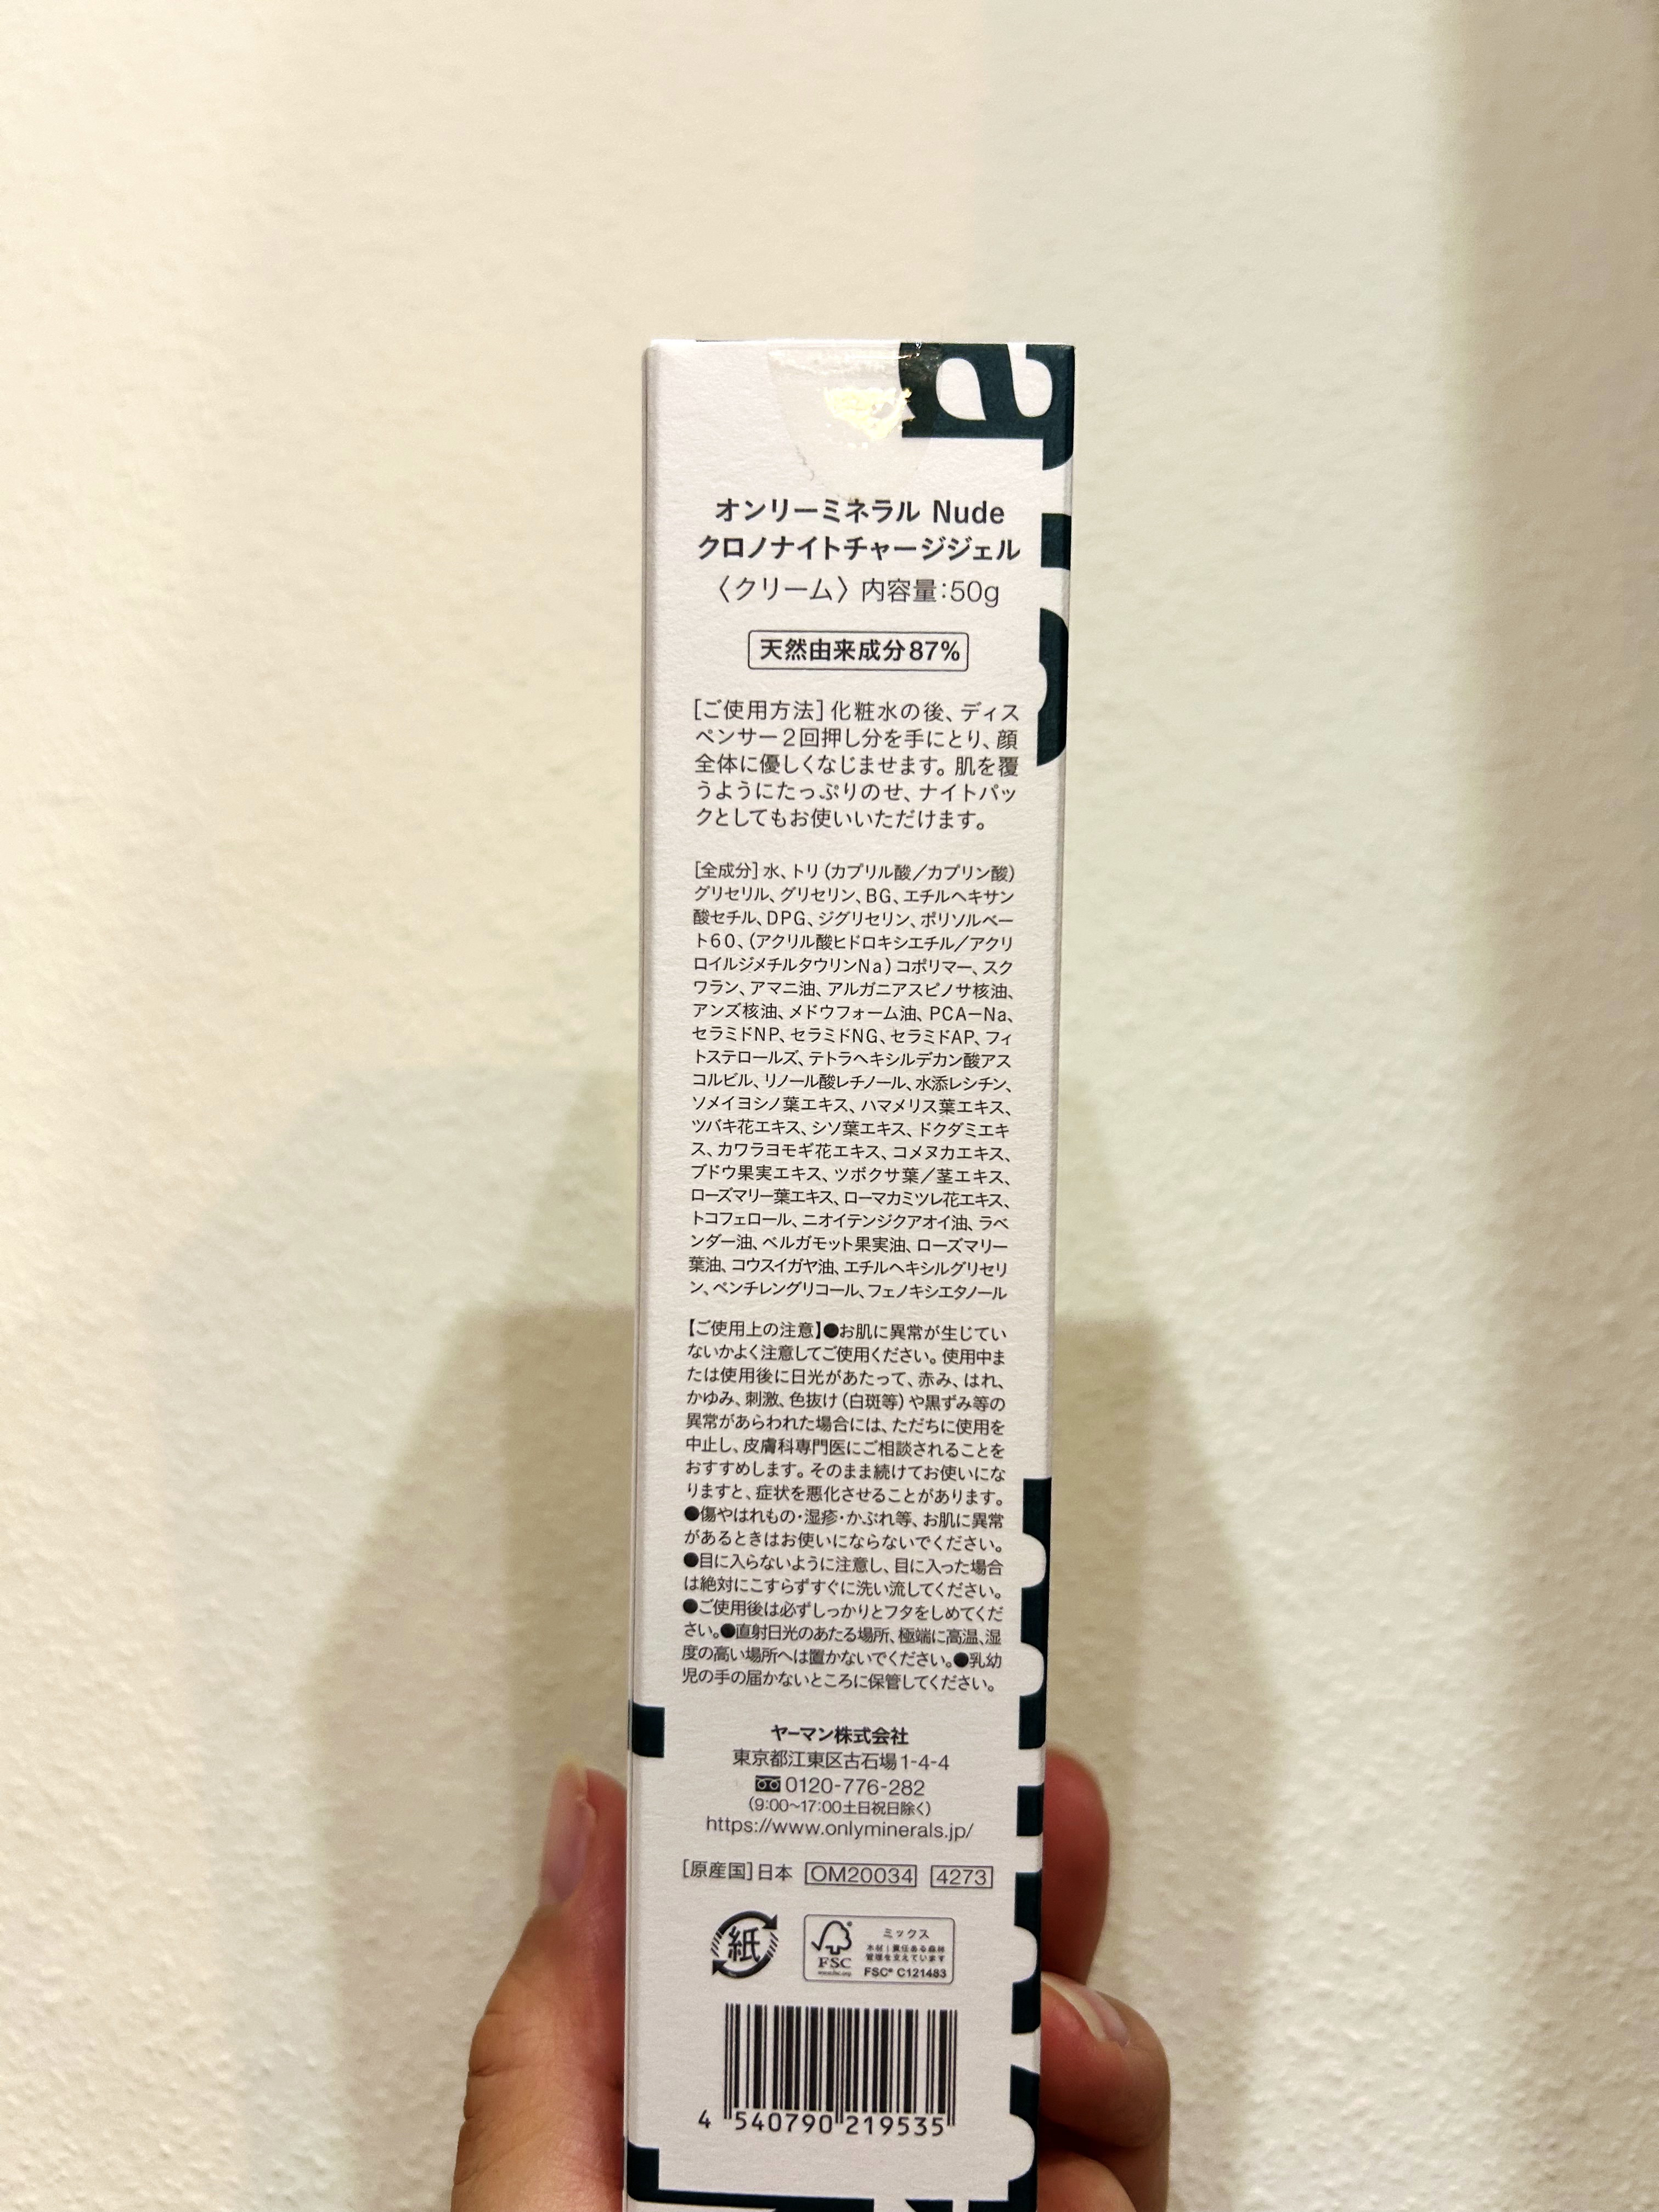 オンリーミネラル Nude
クロノナイトチャージジェル
〈クリーム〉内容量:50g
天然由来成分87%
[ご使用方法]化粧水の後、ディス
ペンサー2回押し分を手にとり、顔
全体に優しくなじませます。肌を覆
うようにたっぷりのせ、ナイトパッ
クとしてもお使いいただけます。
[全成分]水、トリ(カプリル酸/カプリン酸)
グリセリル、グリセリン、BG、エチルヘキサン
酸セチル、DPG、ジグリセリン、ポリソルベー
ト60、(アクリル酸ヒドロキシエチル/アクリ
ロイルジメチルタウリンNa)コポリマー、スク
ワラン、アマニ油、アルガニアスピノサ核油、
アンズ核油、メドウフォーム油、PCA-Na、
セラミドNP、セラミドNG、セラミドAP、フィ
トステロールズ、テトラヘキシルデカン酸アス
コルビル、リノール酸レチノール、水添レシチン、
ソメイヨシノ葉エキス、ハマメリス葉エキス、
ツバキ花エキス、シソ葉エキス、ドクダミエキ
ス、カワラヨモギ花エキス、コメヌカエキス、
ブドウ果実エキス、ツボクサ葉/茎エキス、
ローズマリー葉エキス、ローマカミツレ花エキス、
トコフェロール、ニオイテンジクアオイ油、ラベ
ンダー油、ベルガモット果実油、ローズマリー
葉油、コウスイガヤ油、エチルヘキシルグリセリ
ン、ペンチレングリコール、フェノキシエタノール
【ご使用上の注意】●お肌に異常が生じてい
ないかよく注意してご使用ください。使用中ま
たは使用後に日光があたって、赤み、はれ、
かゆみ、刺激、色抜け(白斑等)や黒ずみ等の
異常があらわれた場合には、ただちに使用を
中止し、皮膚科専門医にご相談されることを
おすすめします。そのまま続けてお使いにな
りますと、症状を悪化させることがあります。
●傷やはれもの・湿疹・かぶれ等、お肌に異常
があるときはお使いにならないでください。
●目に入らないように注意し、目に入った場合
は絶対にこすらずすぐに洗い流してください。
●ご使用後は必ずしっかりとフタをしめてくだ
さい。●直射日光のあたる場所、極端に高温、湿
度の高い場所へは置かないでください。●乳幼
児の手の届かないところに保管してください。
ヤーマン株式会社
東京都江東区古石場1-4-4
0120-776-282
(9:00〜17:00土日祝日除く)
https://www.onlyminerals.jp/
[原産国]日本 OM20034 4273
紙
ミックス
木材|責任ある森林
管理を支えています
FSC
FSC® C121483
4 540790 219535